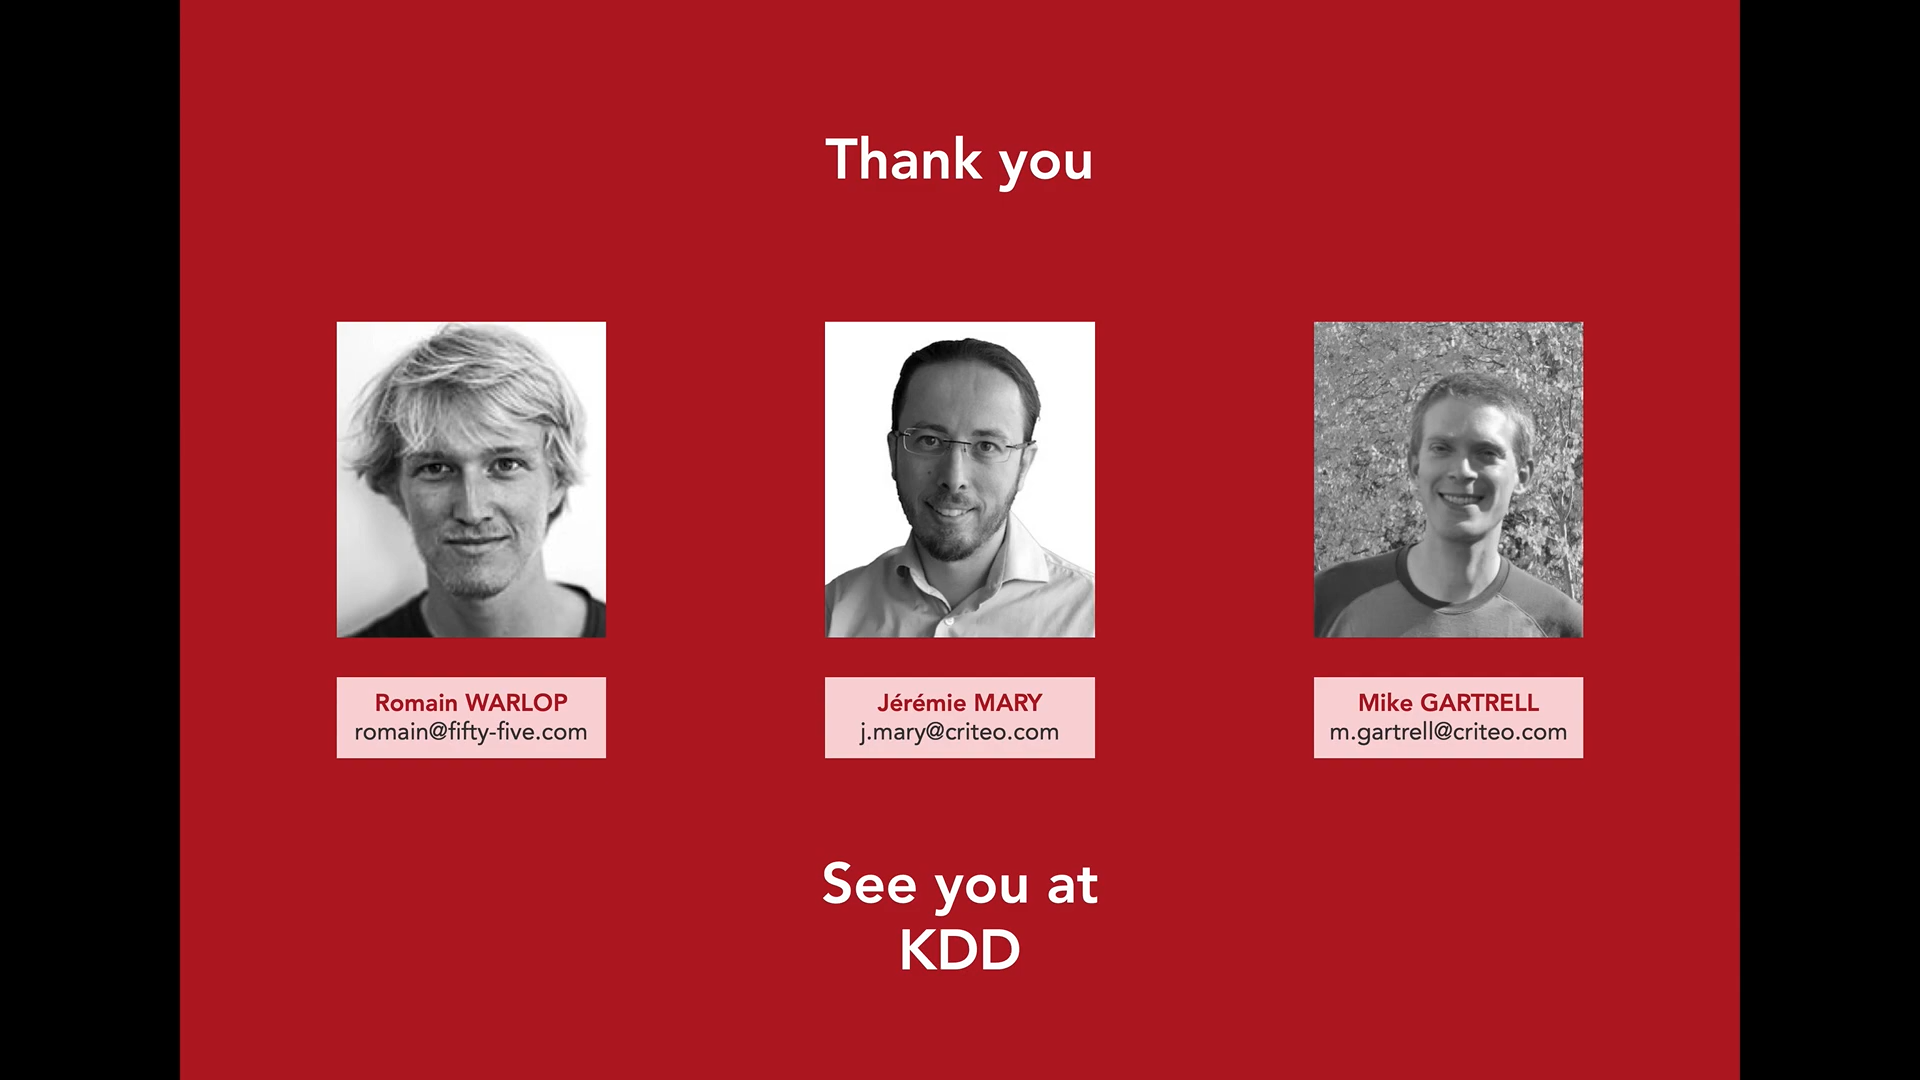 Thank you
Romain WARLOP
romain@fifty-five.com
Jérémie MARY
j.mary@criteo.com
Mike GARTRELL
m.gartrell@criteo.com
See you at
KDD